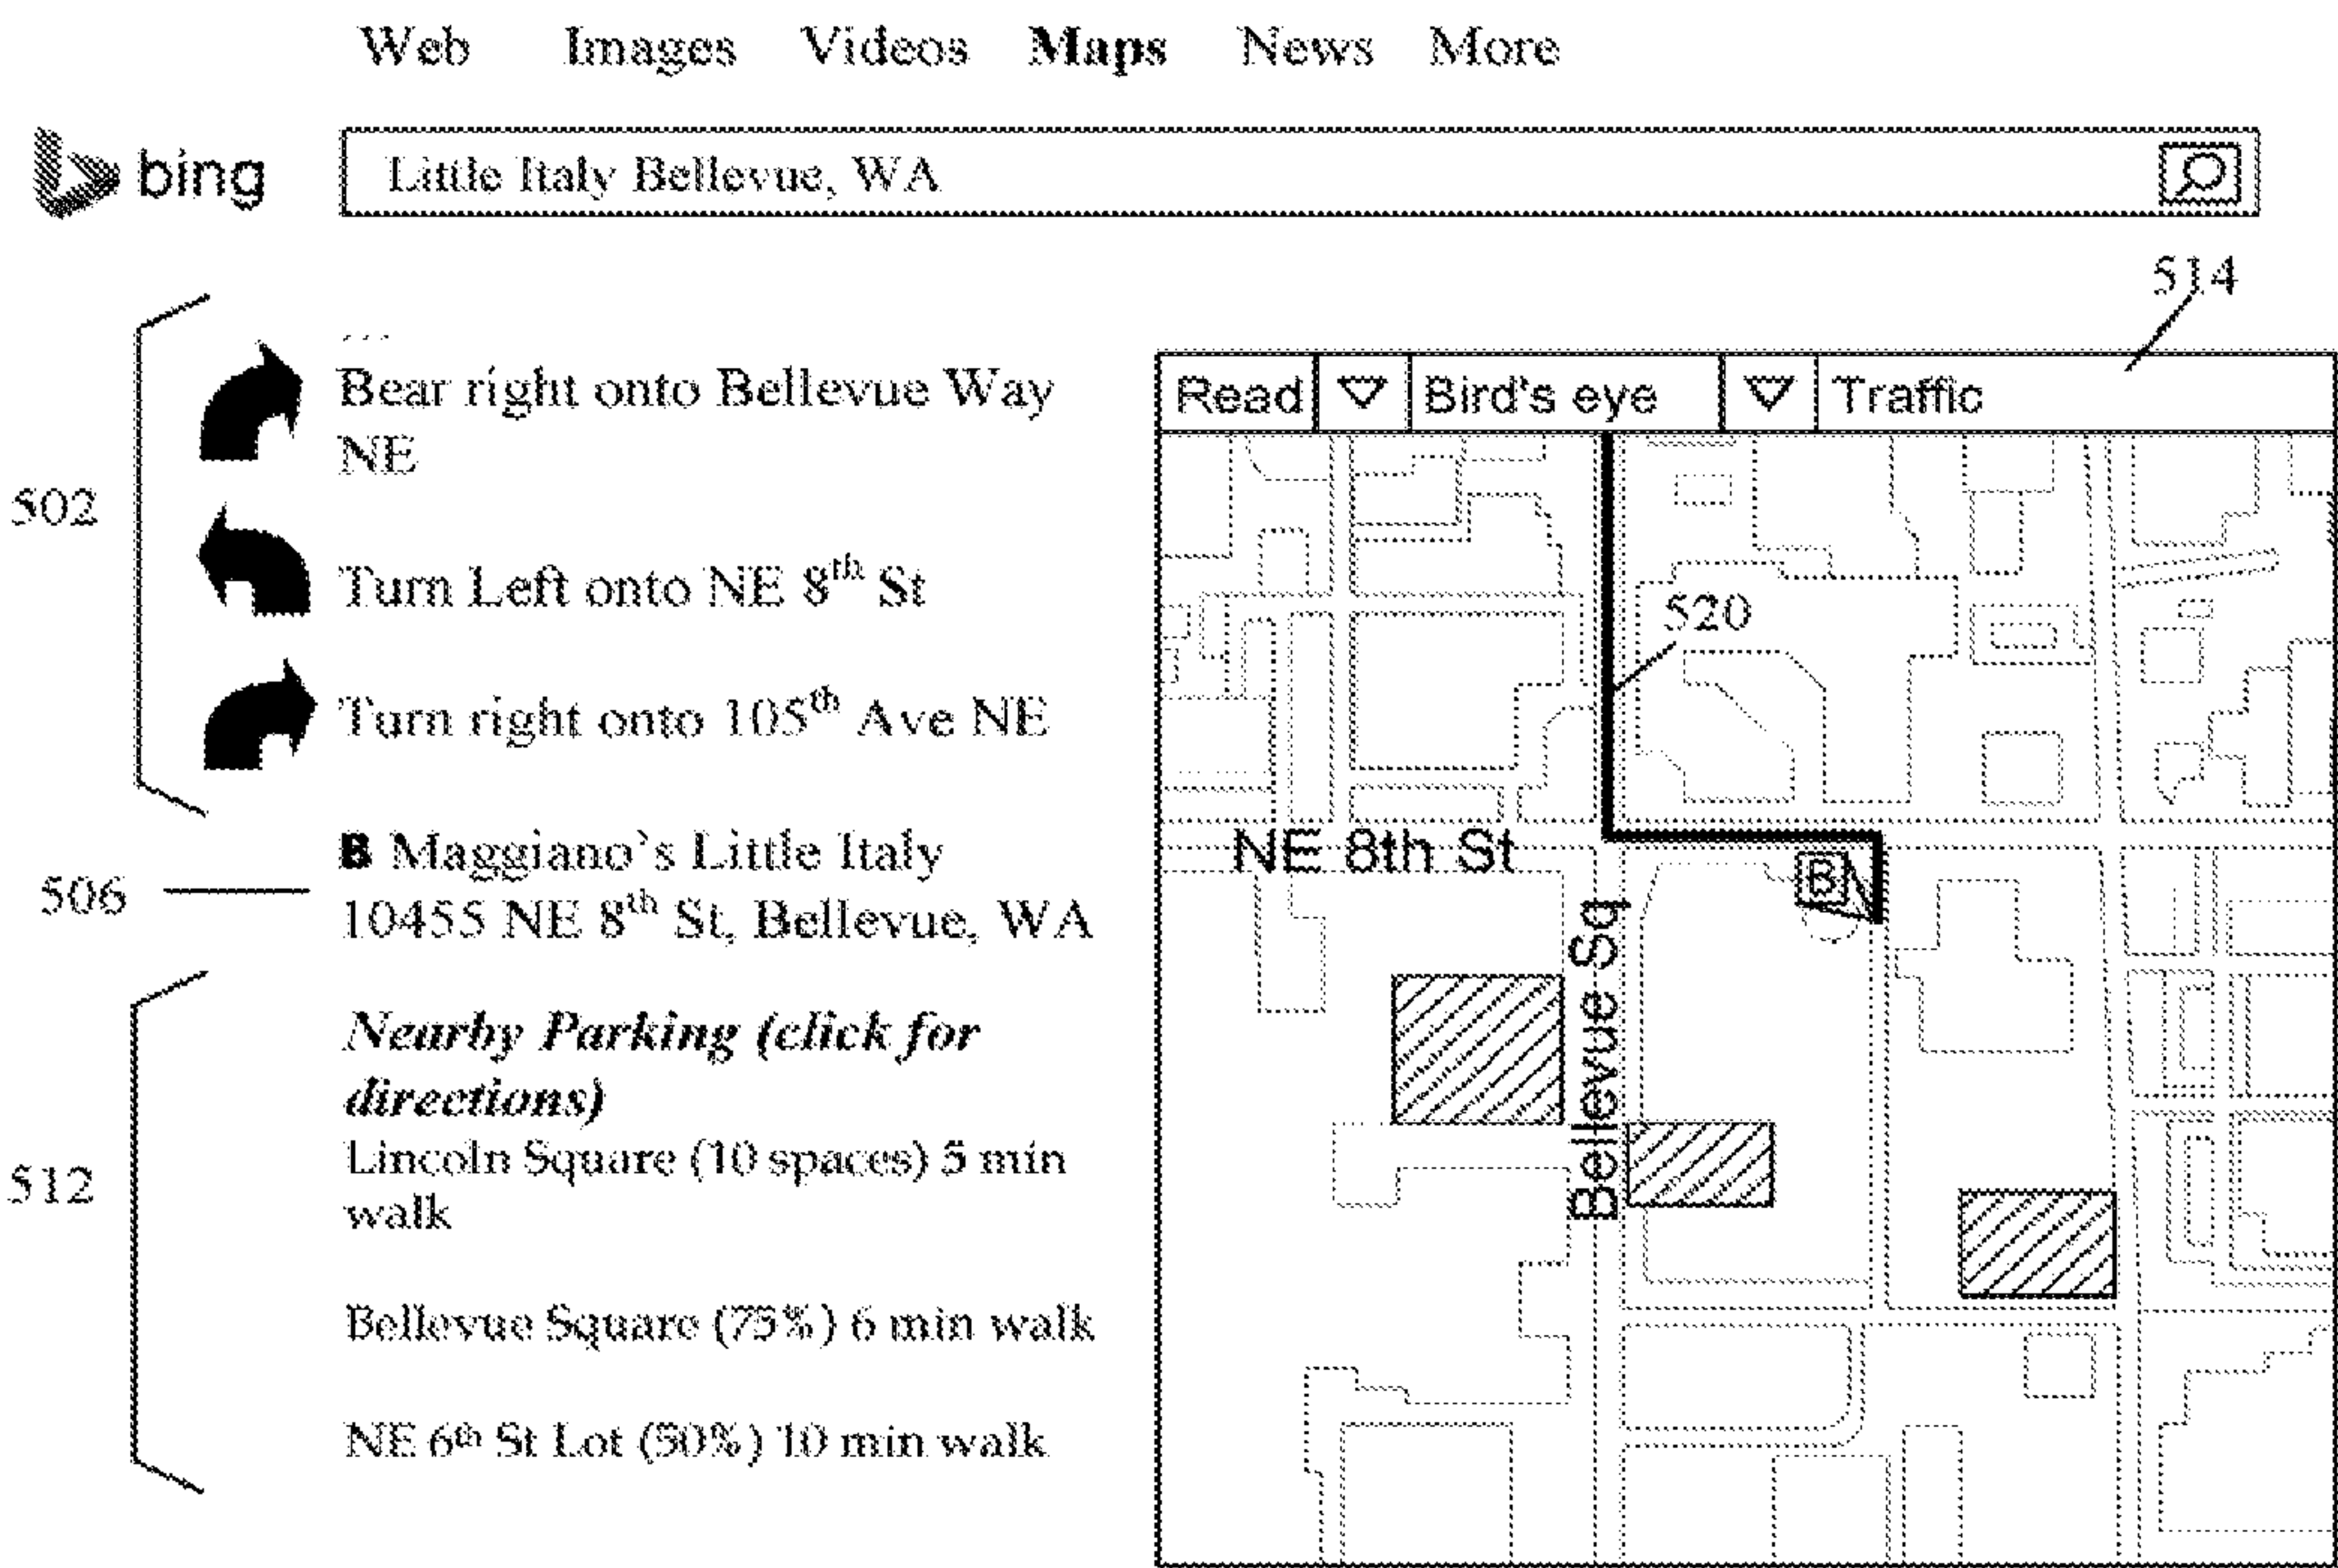 Web Images Videos Maps News More
bing
Little Italy Bellevue, WA
514
...
Bear right onto Bellevue Way
NE
502
Turn Left onto NE 8th St
Turn right onto 105th Ave NE
B Maggiano's Little Italy
506
10455 NE 8th St, Bellevue, WA
Nearby Parking (click for
directions)
Lincoln Square (10 spaces) 5 min
walk
512
Bellevue Square (75%) 6 min walk
NE 6th St Lot (50%) 10 min walk
Read Bird's eye Traffic
520
NE 8th St
B
Bellevue Sq